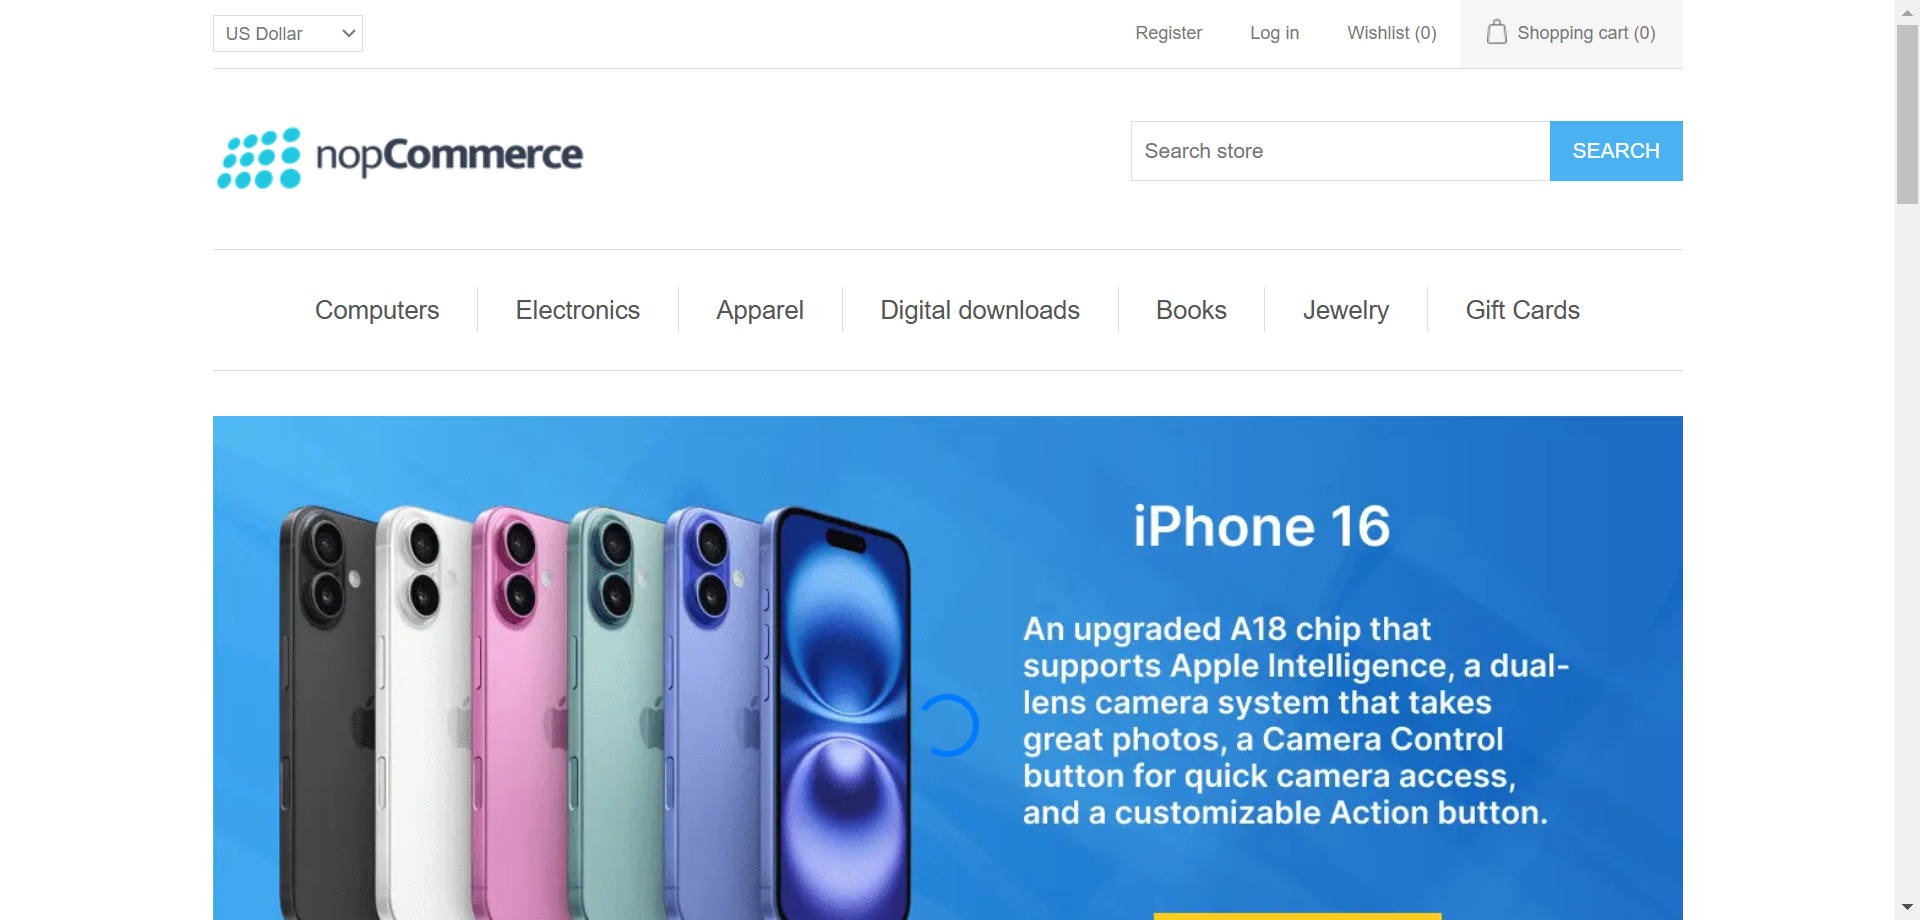 US Dollar
Register
Log in
Wishlist (0)
Shopping cart (0)
nopCommerce
Search store
SEARCH
Computers
Electronics
Apparel
Digital downloads
Books
Jewelry
Gift Cards
iPhone 16
An upgraded A18 chip that
supports Apple Intelligence, a dual-
lens camera system that takes
great photos, a Camera Control
button for quick camera access,
and a customizable Action button.